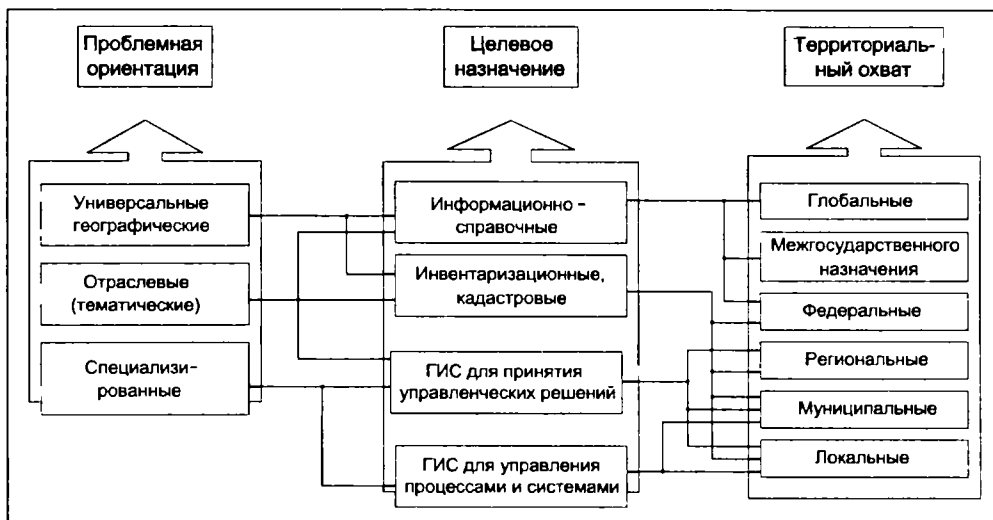 Проблемная
ориентация
Целевое
назначение
Территориаль-
ный охват
Универсальные
географические
Отраслевые
(тематические)
Специализи-
рованные
Информационно -
справочные
Инвентаризационные,
кадастровые
ГИС для принятия
управленческих решений
ГИС для управления
процессами и системами
Глобальные
Межгосударственного
назначения
Федеральные
Региональные
Муниципальные
Локальные